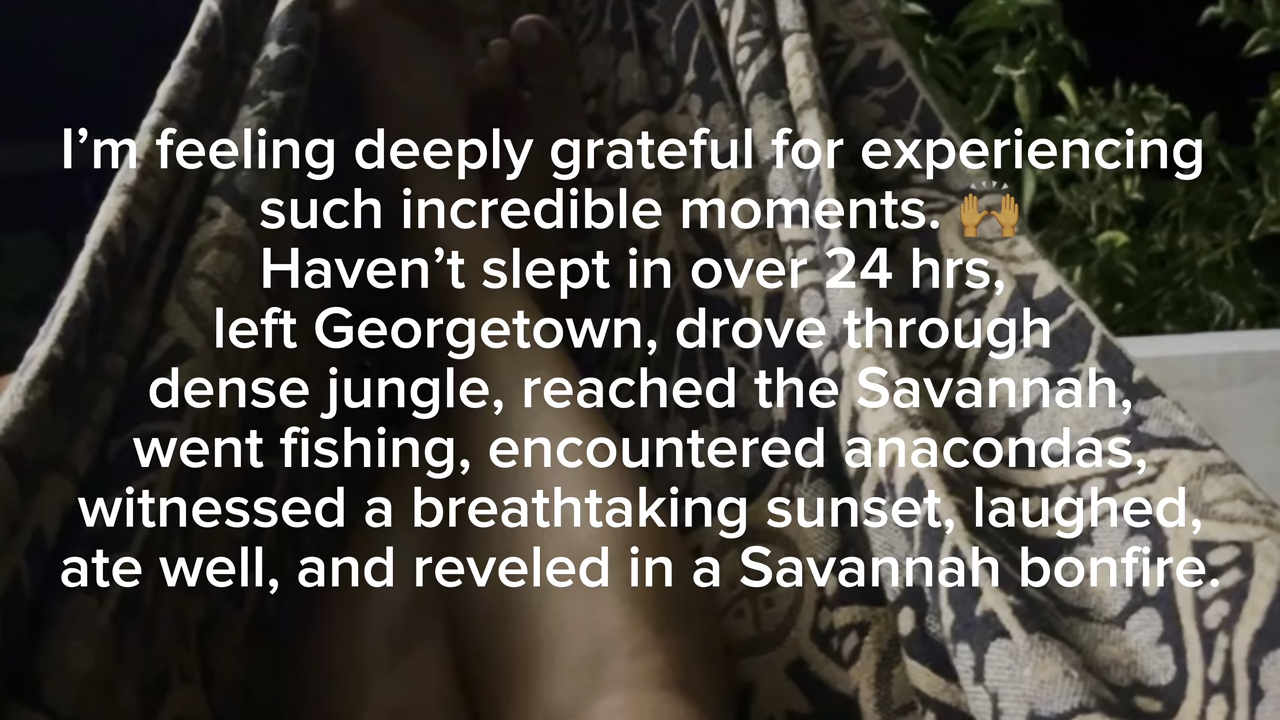 I’m feeling deeply grateful for experiencing
such incredible moments. 🙌🏾
Haven’t slept in over 24 hrs,
left Georgetown, drove through
dense jungle, reached the Savannah,
went fishing, encountered anacondas,
witnessed a breathtaking sunset, laughed,
ate well, and reveled in a Savannah bonfire.